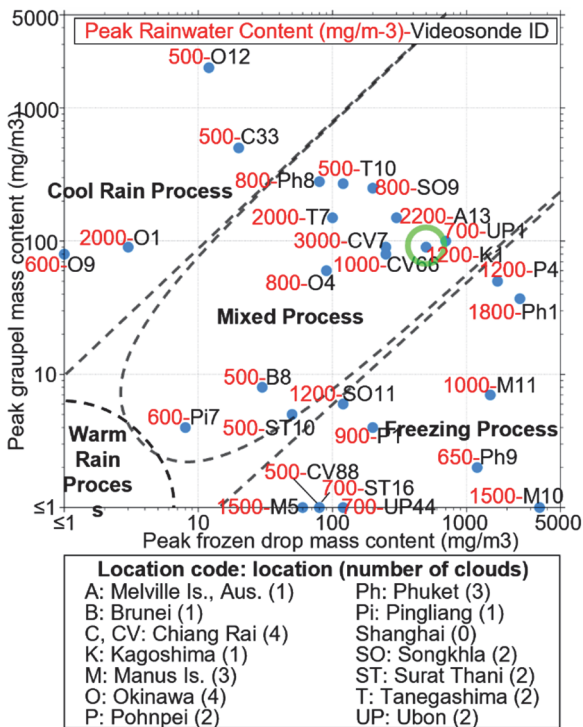 5000
Peak Rainwater Content (mg/m-3)-Videosonde ID
500-O12
1000
500-C33
500-T10
800-Ph8
800-SO9
Cool Rain Process
2000-T7
2200-A13
700-UP1
2000-O1
3000-CV7
100
1200-K1
600-O9
1000-CV66
1200-P4
800-O4
1800-Ph1
Mixed Process
500-B8
1000-M11
10
1200-SO11
600-Pi7
500-ST10
900-P1
Freezing Process
Warm
Rain
Proces
s
650-Ph9
500-CV88
700-ST16
1500-M5
700-UP44
1500-M10
≤1
≤1
10
100
1000
5000
Peak graupel mass content (mg/m3)
Peak frozen drop mass content (mg/m3)
Location code: location (number of clouds)
A: Melville Is., Aus. (1)
B: Brunei (1)
C, CV: Chiang Rai (4)
K: Kagoshima (1)
M: Manus Is. (3)
O: Okinawa (4)
P: Pohnpei (2)
Ph: Phuket (3)
Pi: Pingliang (1)
Shanghai (0)
SO: Songkhla (2)
ST: Surat Thani (2)
T: Tanegashima (2)
UP: Ubon (2)